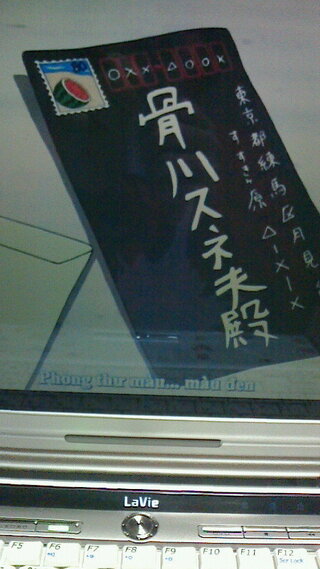 ○×× △○○×
東京都練馬区月見
すすきヶ原 △-×-×
骨川スネ夫殿
Phong thư màu... màu đen
LaVie
F5 F6 F7 F8 F9 F10 F11 F12